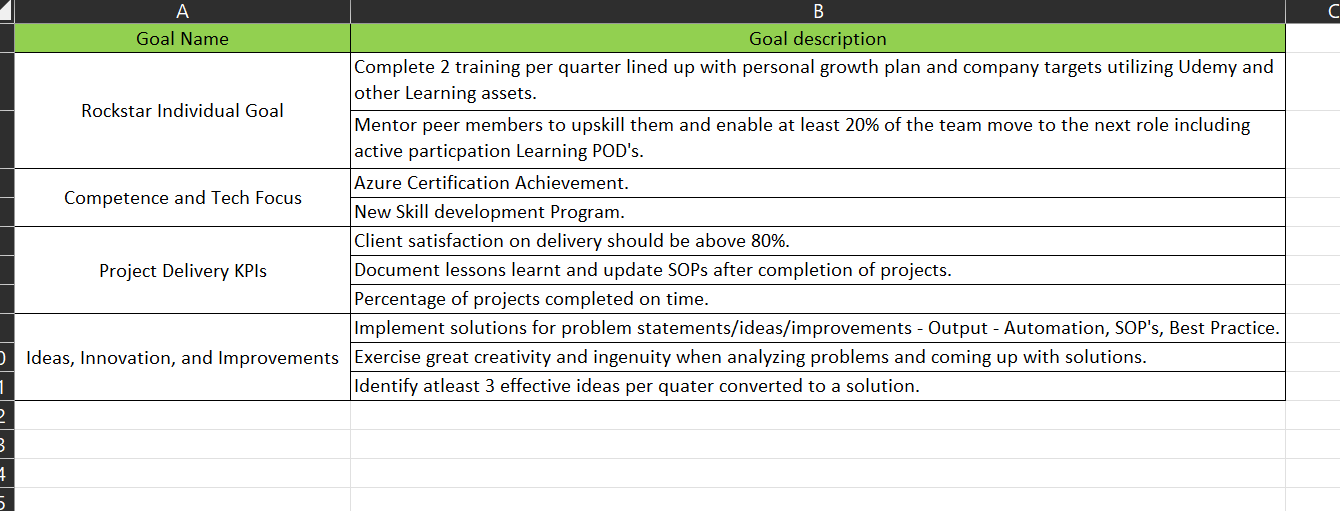 A B C
Goal Name Goal description
Rockstar Individual Goal
Complete 2 training per quarter lined up with personal growth plan and company targets utilizing Udemy and
other Learning assets.
Mentor peer members to upskill them and enable at least 20% of the team move to the next role including
active particpation Learning POD's.
Competence and Tech Focus
Azure Certification Achievement.
New Skill development Program.
Project Delivery KPIs
Client satisfaction on delivery should be above 80%.
Document lessons learnt and update SOPs after completion of projects.
Percentage of projects completed on time.
Ideas, Innovation, and Improvements
Implement solutions for problem statements/ideas/improvements - Output - Automation, SOP's, Best Practice.
Exercise great creativity and ingenuity when analyzing problems and coming up with solutions.
Identify atleast 3 effective ideas per quater converted to a solution.